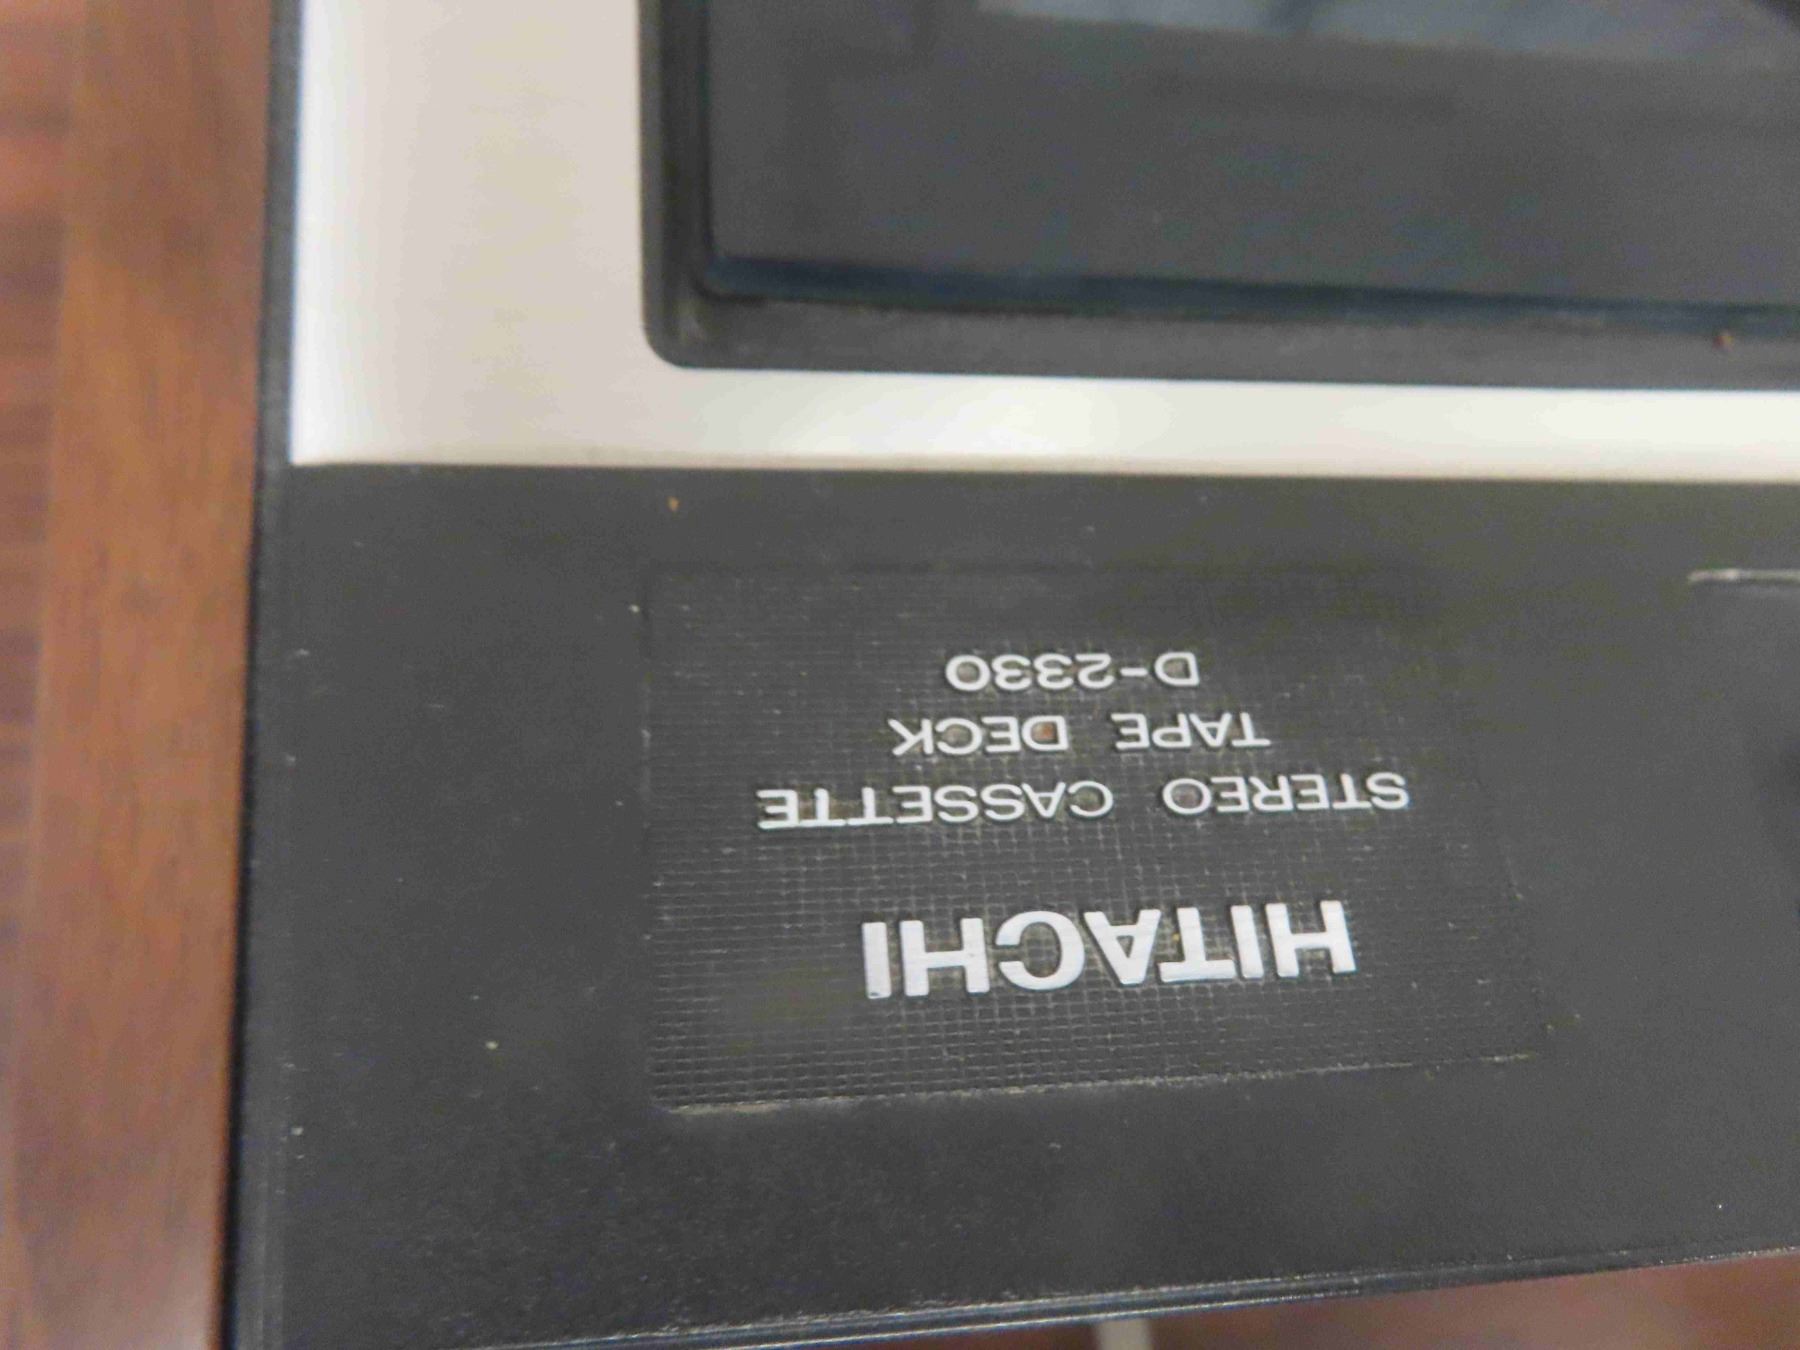 HITACHI
STEREO CASSETTE
TAPE DECK
D-2330